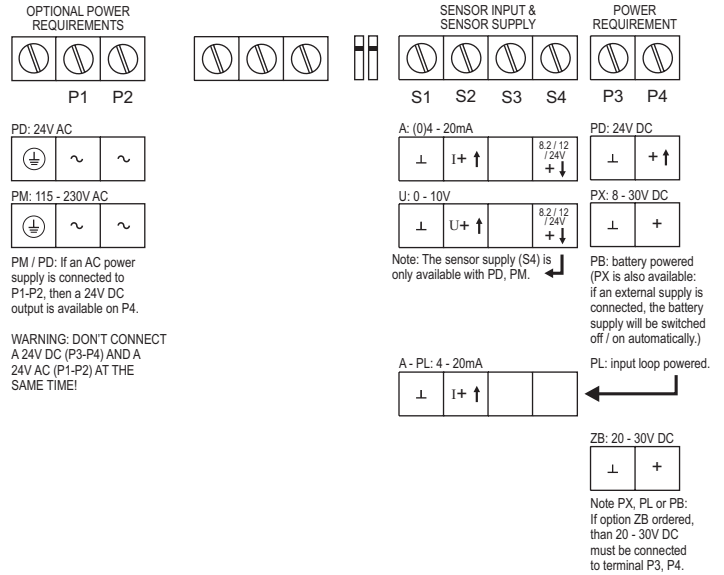 OPTIONAL POWER
REQUIREMENTS
P1 P2
PD: 24V AC
~ ~
PM: 115 - 230V AC
~ ~
PM / PD: If an AC power
supply is connected to
P1-P2, then a 24V DC
output is available on P4.
WARNING: DON'T CONNECT
A 24V DC (P3-P4) AND A
24V AC (P1-P2) AT THE
SAME TIME!
SENSOR INPUT &
SENSOR SUPPLY
S1 S2 S3 S4
A: (0)4 - 20mA
⊥ I+ ↑ 8.2 / 12
/ 24V
+ ↓
U: 0 - 10V
⊥ U+ ↑ 8.2 / 12
/ 24V
+ ↓
Note: The sensor supply (S4) is
only available with PD, PM.
A - PL: 4 - 20mA
⊥ I+ ↑
POWER
REQUIREMENT
P3 P4
PD: 24V DC
⊥ + ↑
PX: 8 - 30V DC
⊥ +
PB: battery powered
(PX is also available:
if an external supply is
connected, the battery
supply will be switched
off / on automatically.)
PL: input loop powered.
ZB: 20 - 30V DC
⊥ +
Note PX, PL or PB:
If option ZB ordered,
than 20 - 30V DC
must be connected
to terminal P3, P4.